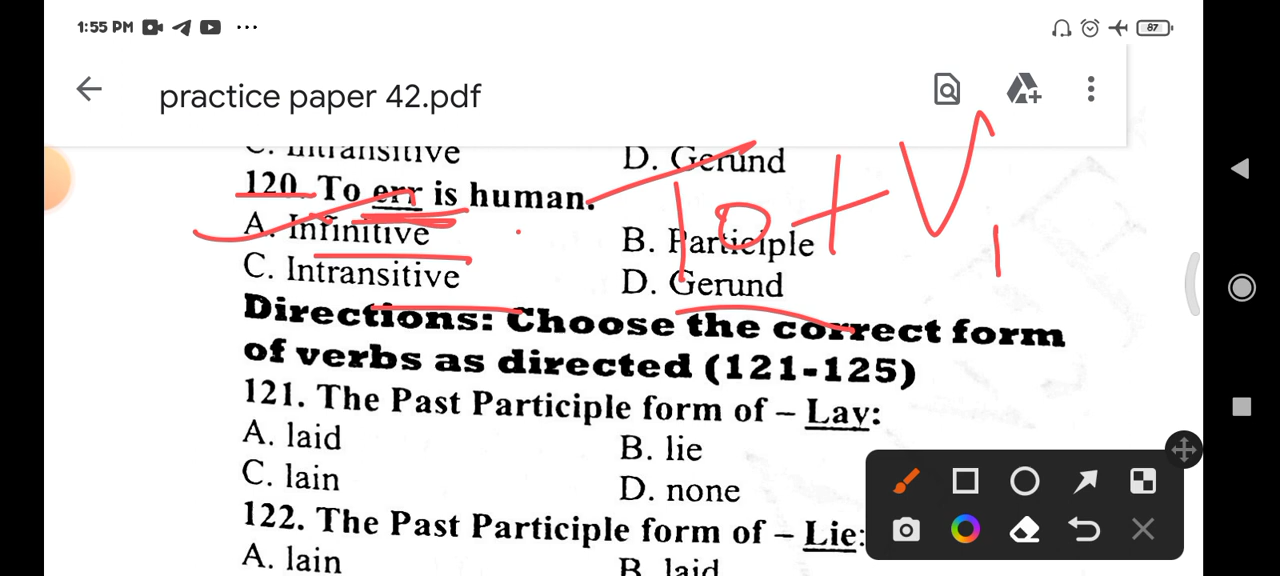 1:55 PM ...
87
practice paper 42.pdf
C. Intransitive D. Gerund
120. To err is human.
To + V1
A. Infinitive B. Participle
C. Intransitive D. Gerund
Directions: Choose the correct form
of verbs as directed (121-125)
121. The Past Participle form of – Lay:
A. laid B. lie
C. lain D. none
122. The Past Participle form of – Lie:
A. lain B. laid